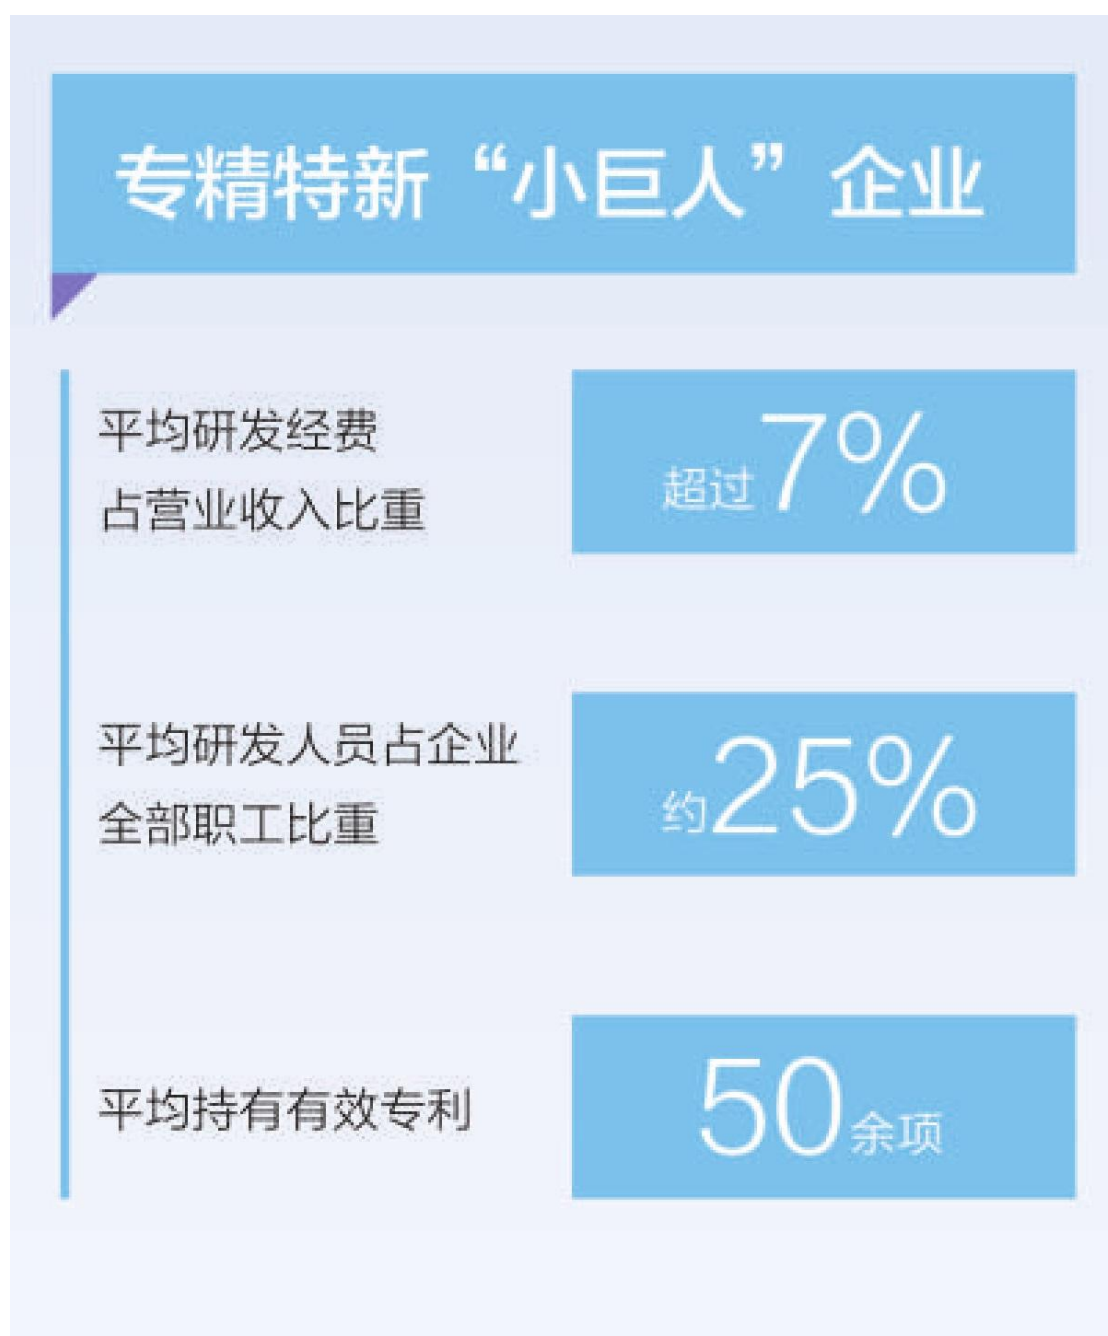 专精特新“小巨人”企业
平均研发经费
占营业收入比重
超过7%
平均研发人员占企业
全部职工比重
约25%
平均持有有效专利
50余项